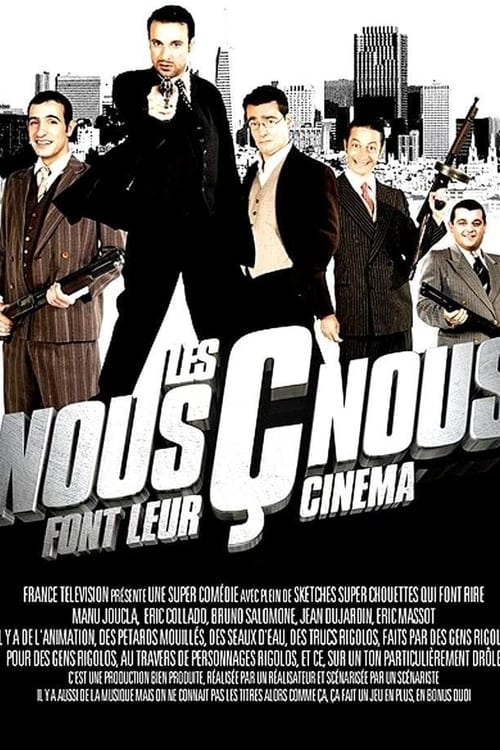 LES
NOUS Ç NOUS
FONT LEUR CINEMA
FRANCE TELEVISION PRÉSENTE UNE SUPER COMÉDIE AVEC PLEIN DE SKETCHES SUPER CHOUETTES QUI FONT RIRE
MANU JOUCLA, ERIC COLLADO, BRUNO SALOMONE, JEAN DUJARDIN, ERIC MASSOT
IL Y A DE L'ANIMATION, DES PETARDS MOUILLÉS, DES SEAUX D'EAU, DES TRUCS RIGOLOS, FAITS PAR DES GENS RIGOLO
POUR DES GENS RIGOLOS, AU TRAVERS DE PERSONNAGES RIGOLOS, ET CE, SUR UN TON PARTICULIÈREMENT DRÔLE
C'EST UNE PRODUCTION BIEN PRODUITE, RÉALISÉE PAR UN RÉALISATEUR ET SCÉNARISÉE PAR UN SCÉNARISTE
IL Y A AUSSI DE LA MUSIQUE MAIS ON NE CONNAIT PAS LES TITRES ALORS COMME ÇA, ÇA FAIT UN JEU EN PLUS, EN BONUS QUOI